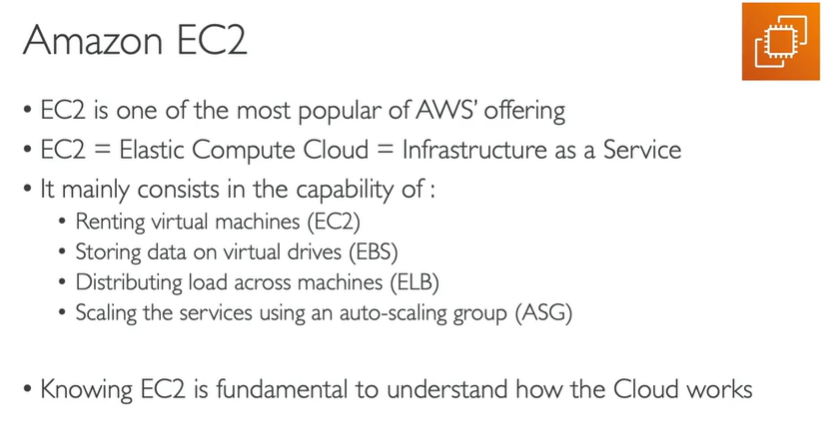 Amazon EC2
• EC2 is one of the most popular of AWS' offering
• EC2 = Elastic Compute Cloud = Infrastructure as a Service
• It mainly consists in the capability of :
• Renting virtual machines (EC2)
• Storing data on virtual drives (EBS)
• Distributing load across machines (ELB)
• Scaling the services using an auto-scaling group (ASG)
• Knowing EC2 is fundamental to understand how the Cloud works